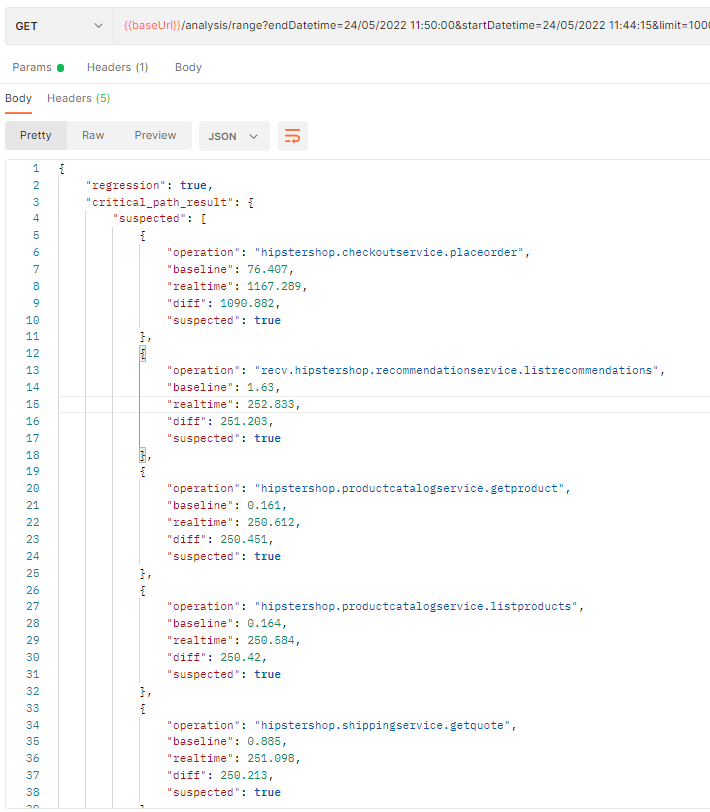 GET {{baseUrl}}/analysis/range?endDatetime=24/05/2022 11:50:00&startDatetime=24/05/2022 11:44:15&limit=1000
Params Headers (1) Body
Body Headers (5)
Pretty Raw Preview JSON
1 {
2 "regression": true,
3 "critical_path_result": {
4 "suspected": [
5 {
6 "operation": "hipstershop.checkoutservice.placeorder",
7 "baseline": 76.407,
8 "realtime": 1167.289,
9 "diff": 1090.882,
10 "suspected": true
11 },
12 {
13 "operation": "recv.hipstershop.recommendationservice.listrecommendations",
14 "baseline": 1.63,
15 "realtime": 252.833,
16 "diff": 251.203,
17 "suspected": true
18 },
19 {
20 "operation": "hipstershop.productcatalogservice.getproduct",
21 "baseline": 0.161,
22 "realtime": 250.612,
23 "diff": 250.451,
24 "suspected": true
25 },
26 {
27 "operation": "hipstershop.productcatalogservice.listproducts",
28 "baseline": 0.164,
29 "realtime": 250.584,
30 "diff": 250.42,
31 "suspected": true
32 },
33 {
34 "operation": "hipstershop.shippingservice.getquote",
35 "baseline": 0.885,
36 "realtime": 251.098,
37 "diff": 250.213,
38 "suspected": true